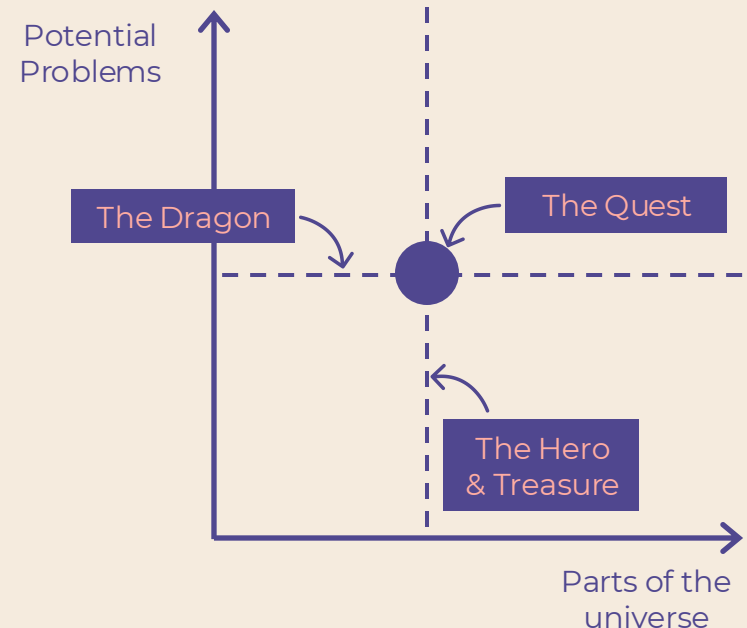 Potential
Problems
The Dragon
The Quest
The Hero
& Treasure
Parts of the
universe